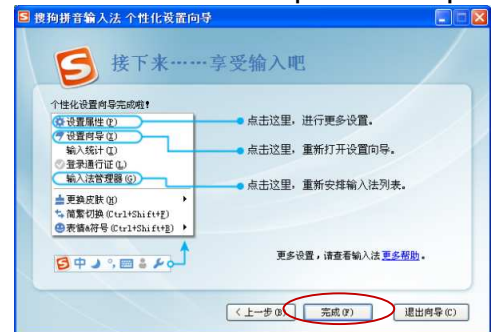 搜狗拼音输入法 个性化设置向导
接下来……享受输入吧
个性化设置向导完成啦!
设置属性(P)
点击这里，进行更多设置。
设置向导(Z)
点击这里，重新打开设置向导。
输入统计(T)
登录通行证(L)
输入法管理器(G)
点击这里，重新安排输入法列表。
更换皮肤(H)
简繁切换(Ctrl+Shift+F)
表情&符号(Ctrl+Shift+B)
中
更多设置，请查看输入法更多帮助。
<上一步(B)
完成(F)
退出向导(C)